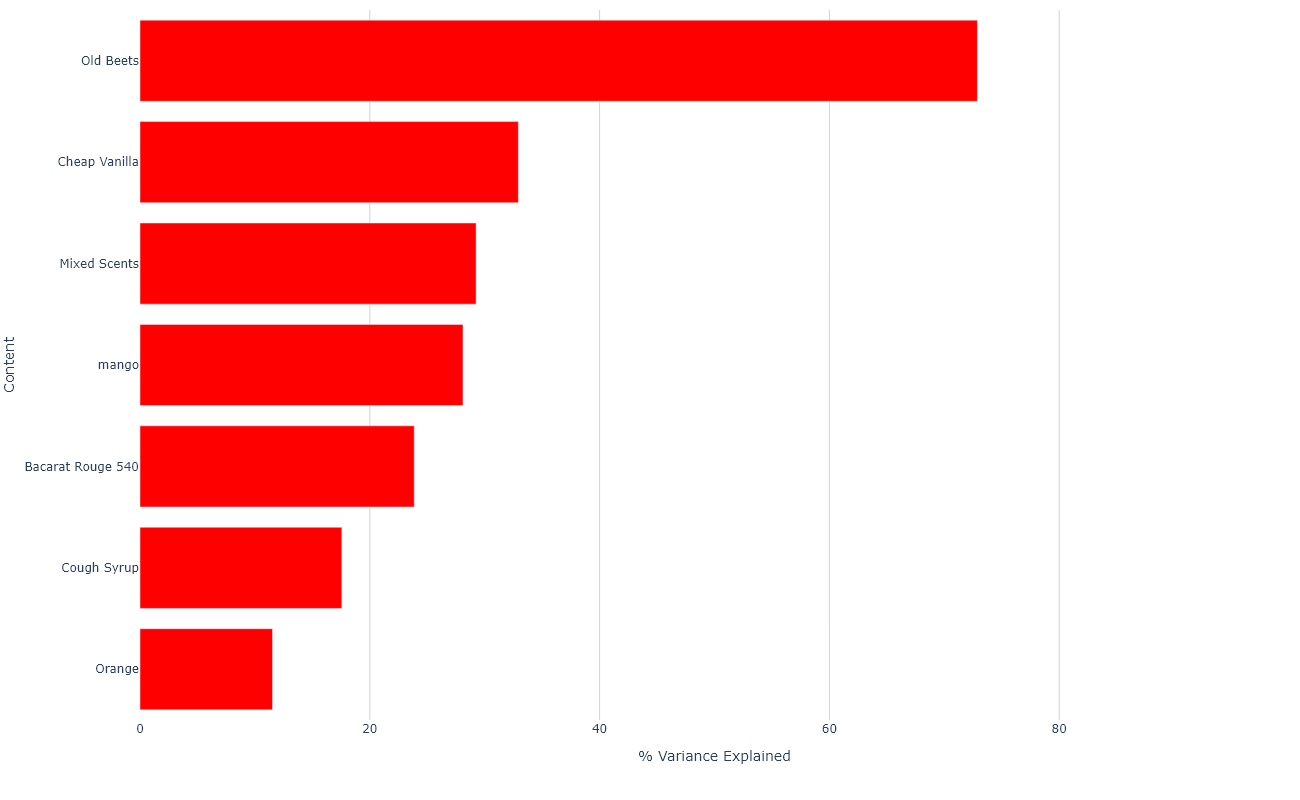 Old Beets
Cheap Vanilla
Mixed Scents
mango
Bacarat Rouge 540
Cough Syrup
Orange
Content
0 20 40 60 80
% Variance Explained